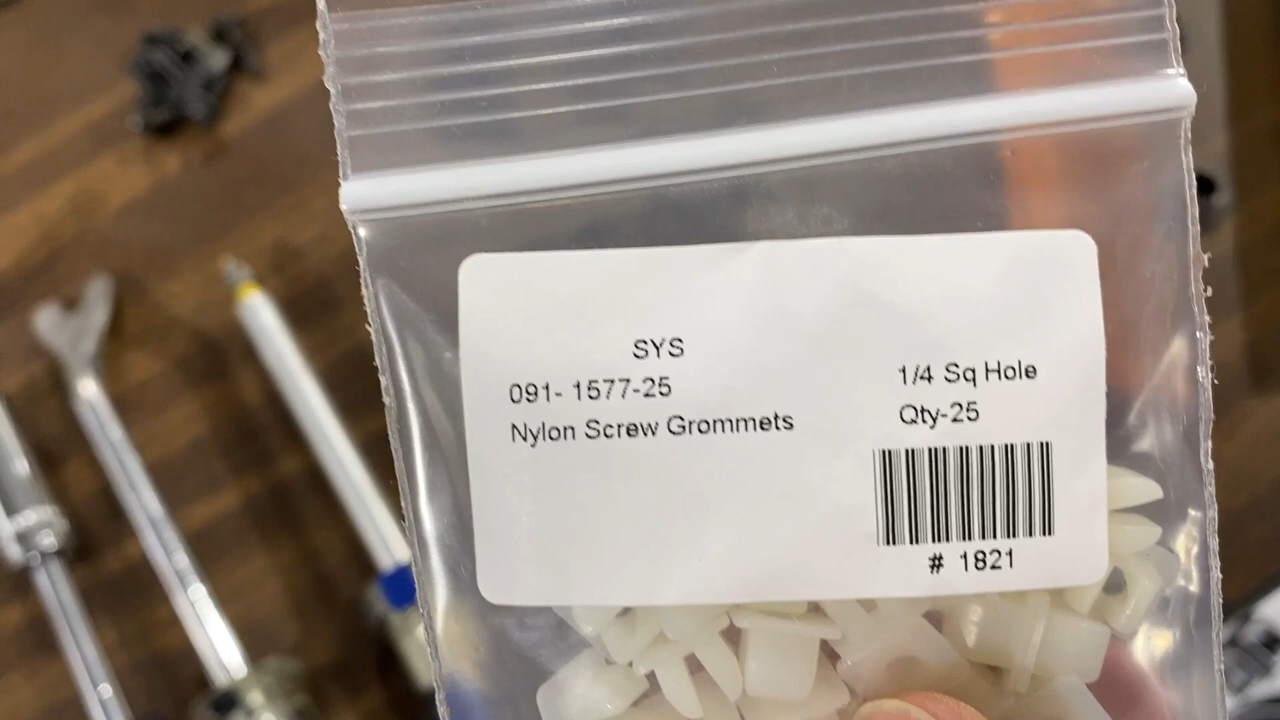 SYS
091- 1577-25
Nylon Screw Grommets
1/4 Sq Hole
Qty-25
# 1821